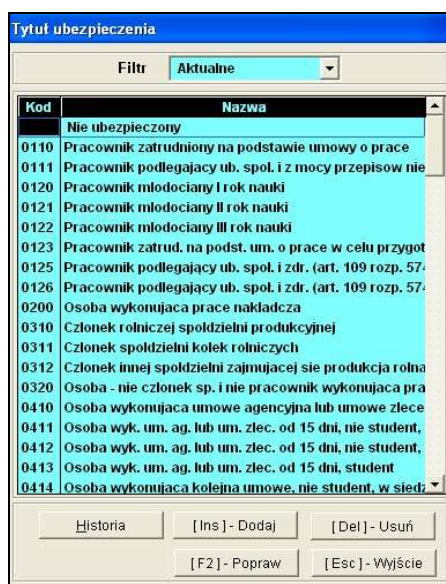 Tytuł ubezpieczenia
Filtr Aktualne
Kod Nazwa
Nie ubezpieczony
0110 Pracownik zatrudniony na podstawie umowy o prace
0111 Pracownik podlegajacy ub. spol. i z mocy przepisow nie
0120 Pracownik mlodociany I rok nauki
0121 Pracownik mlodociany II rok nauki
0122 Pracownik mlodociany III rok nauki
0123 Pracownik zatrud. na podst. um. o prace w celu przygot
0125 Pracownik podlegający ub. spol. i zdr. (art. 109 rozp. 574
0126 Pracownik podlegający ub. spol. i zdr. (art. 109 rozp. 574
0200 Osoba wykonujaca prace nakladcza
0310 Czlonek rolniczej spoldzielni produkcyjnej
0311 Czlonek spoldzielni kolek rolniczych
0312 Czlonek innej spoldzielni zajmujacej sie produkcja rolna
0320 Osoba - nie czlonek sp. i nie pracownik wykonujaca pra
0410 Osoba wykonujaca umowe agencyjna lub umowe zlece
0411 Osoba wyk. um. ag. lub um. zlec. od 15 dni, nie student,
0412 Osoba wyk. um. ag. lub um. zlec. od 15 dni, nie student,
0413 Osoba wyk. um. ag. lub um. zlec. od 15 dni, student
0414 Osoba wykonujaca kolejna umowe, nie student, w siedz
Historia [Ins] - Dodaj [Del] - Usuń
[F2] - Popraw [Esc] - Wyjście